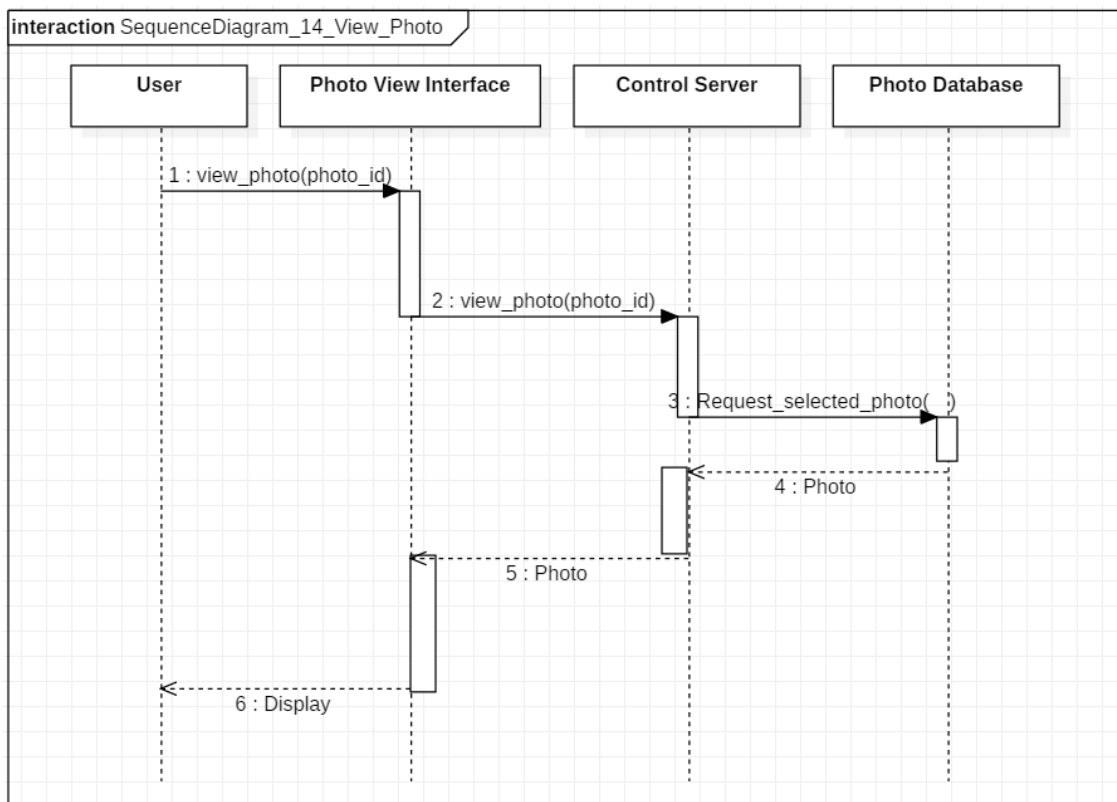 interaction SequenceDiagram_14_View_Photo
User
Photo View Interface
Control Server
Photo Database
1 : view_photo(photo_id)
2 : view_photo(photo_id)
3 : Request_selected_photo( )
4 : Photo
5 : Photo
6 : Display